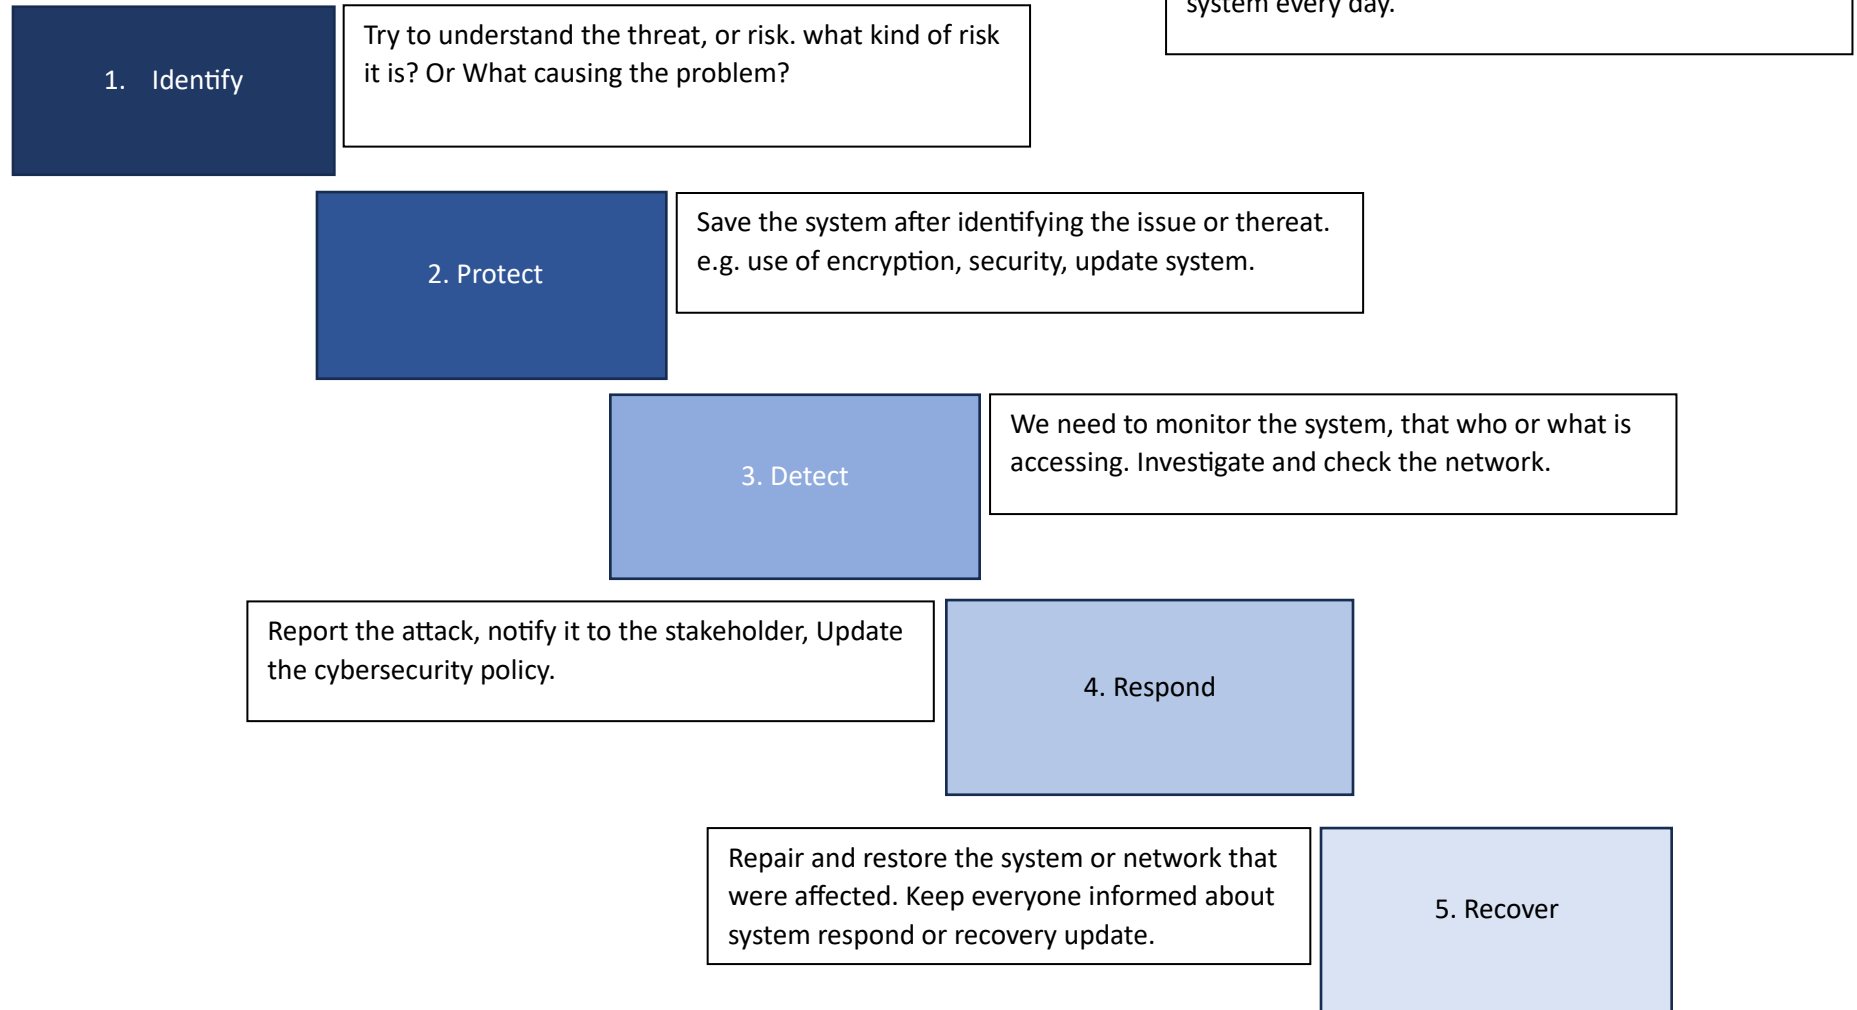 system every day.
1. Identify
Try to understand the threat, or risk. what kind of risk
it is? Or What causing the problem?
2. Protect
Save the system after identifying the issue or thereat.
e.g. use of encryption, security, update system.
3. Detect
We need to monitor the system, that who or what is
accessing. Investigate and check the network.
Report the attack, notify it to the stakeholder, Update
the cybersecurity policy.
4. Respond
Repair and restore the system or network that
were affected. Keep everyone informed about
system respond or recovery update.
5. Recover